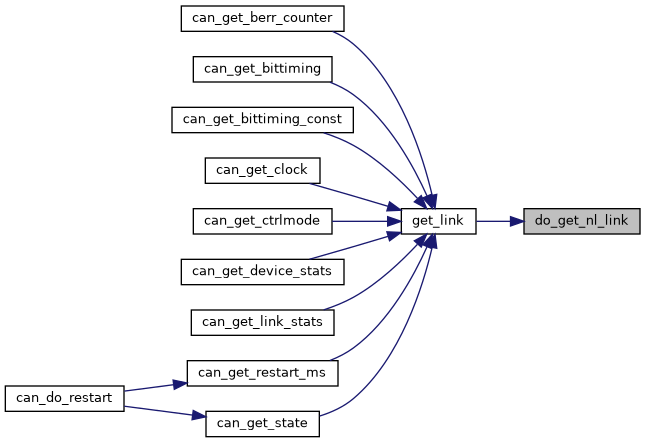 can_get_berr_counter
can_get_bittiming
can_get_bittiming_const
can_get_clock
can_get_ctrlmode
get_link
do_get_nl_link
can_get_device_stats
can_get_link_stats
can_get_restart_ms
can_do_restart
can_get_state